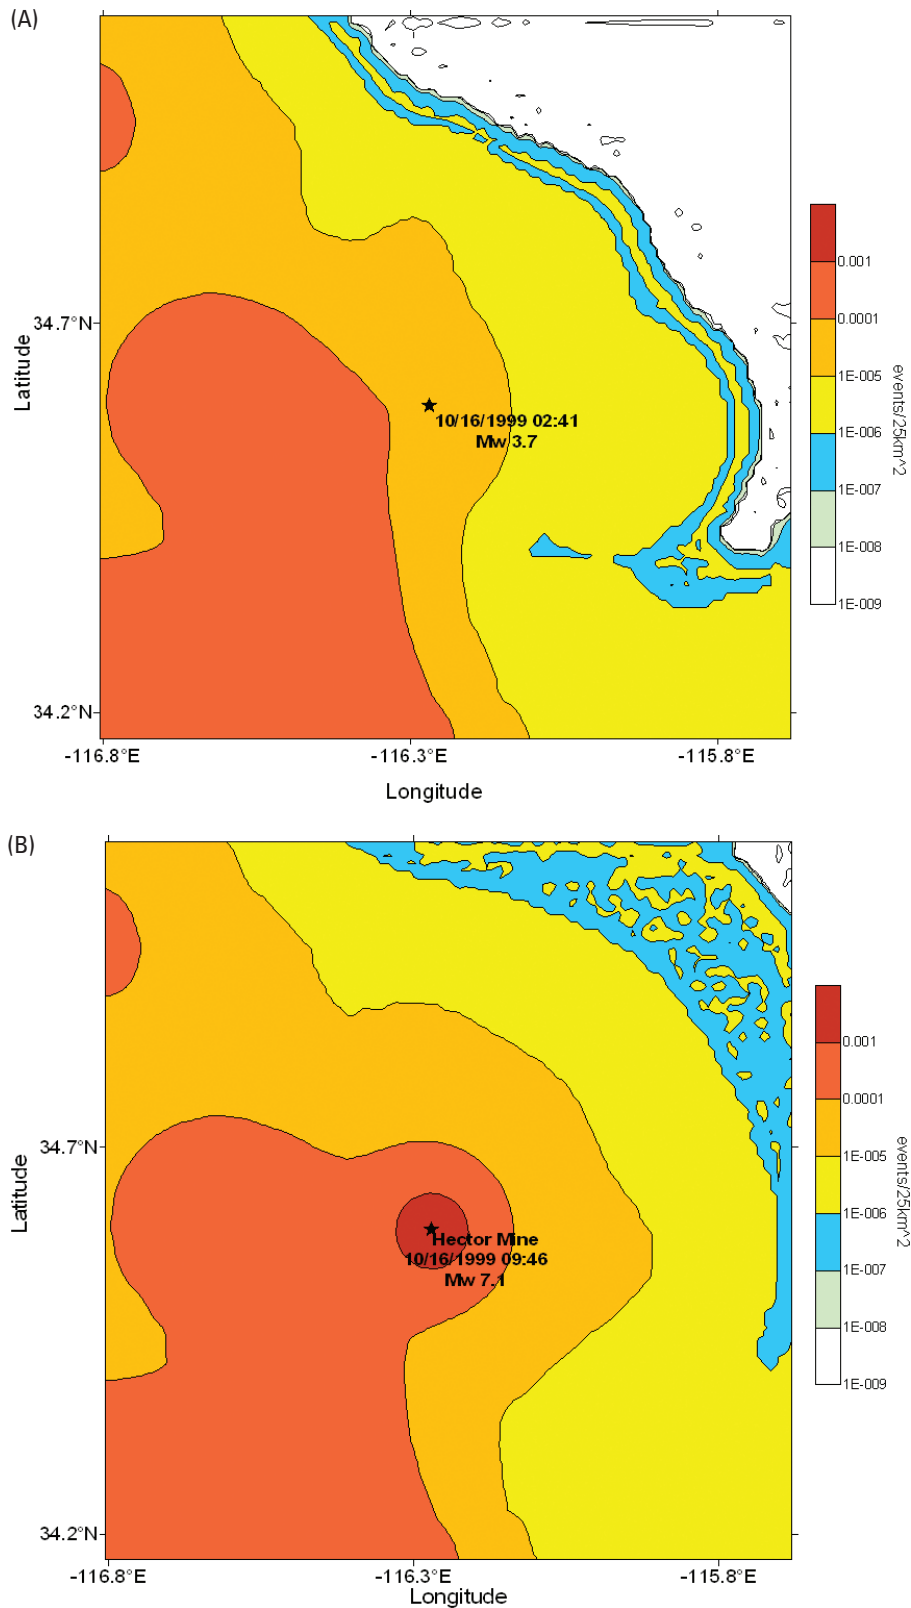 (A)
34.7°N
Latitude
10/16/1999 02:41
Mw 3.7
34.2°N
-116.8°E
-116.3°E
-115.8°E
Longitude
0.001
0.0001
1E-005
1E-006
1E-007
1E-008
1E-009
events/25km^2
(B)
34.7°N
Latitude
Hector Mine
10/16/1999 09:46
Mw 7.1
34.2°N
-116.8°E
-116.3°E
-115.8°E
Longitude
0.001
0.0001
1E-005
1E-006
1E-007
1E-008
1E-009
events/25km^2